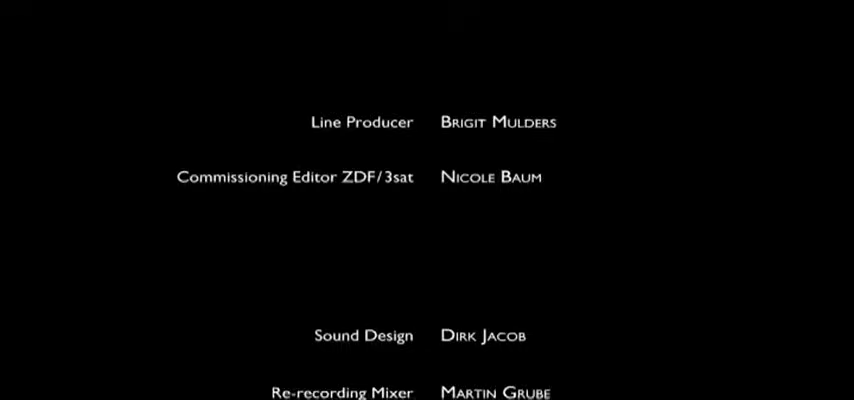 Line Producer BRIGIT MULDERS
Commissioning Editor ZDF/3sat NICOLE BAUM
Sound Design DIRK JACOB
Re-recording Mixer MARTIN GRUBE